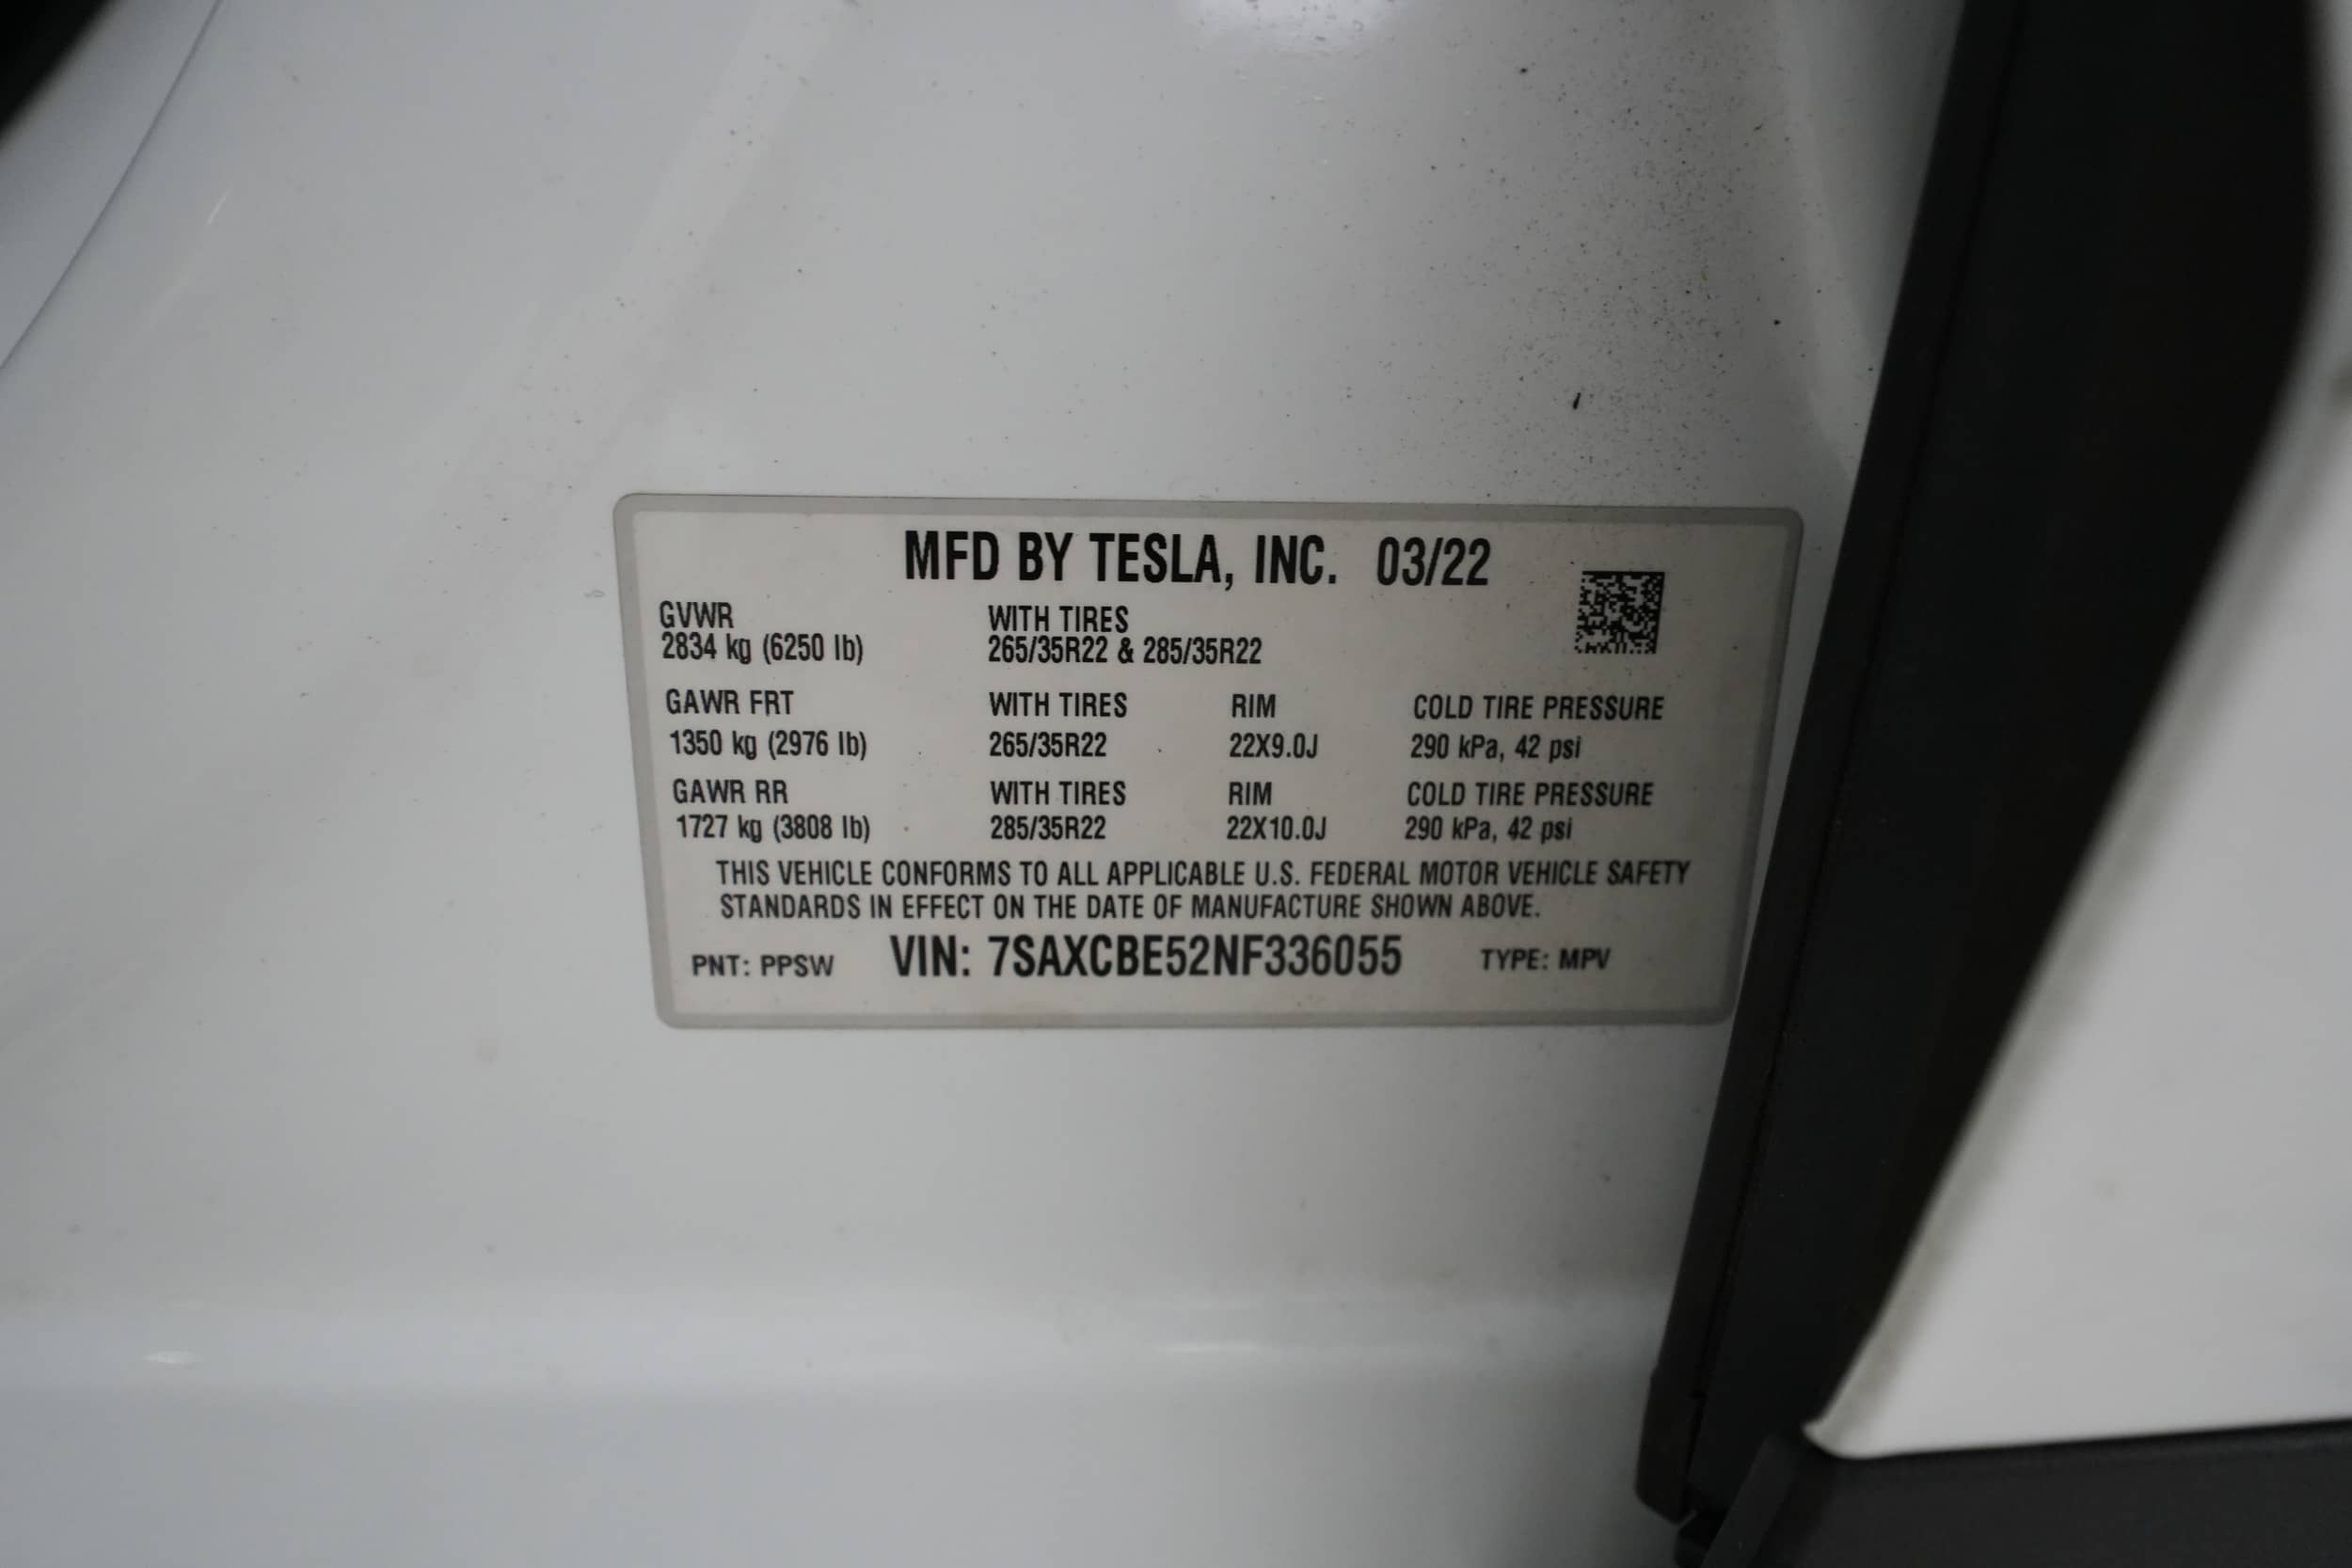 MFD BY TESLA, INC. 03/22
GVWR WITH TIRES
2834 kg (6250 lb) 265/35R22 & 285/35R22
GAWR FRT WITH TIRES RIM COLD TIRE PRESSURE
1350 kg (2976 lb) 265/35R22 22X9.0J 290 kPa, 42 psi
GAWR RR WITH TIRES RIM COLD TIRE PRESSURE
1727 kg (3808 lb) 285/35R22 22X10.0J 290 kPa, 42 psi
THIS VEHICLE CONFORMS TO ALL APPLICABLE U.S. FEDERAL MOTOR VEHICLE SAFETY
STANDARDS IN EFFECT ON THE DATE OF MANUFACTURE SHOWN ABOVE.
PNT: PPSW VIN: 7SAXCBE52NF336055 TYPE: MPV